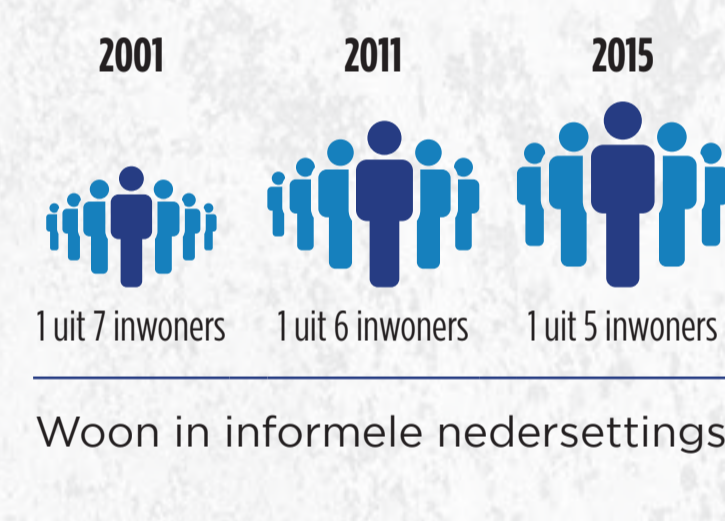 2001 2011 2015
1 uit 7 inwoners 1 uit 6 inwoners 1 uit 5 inwoners
Woon in informele nedersettings